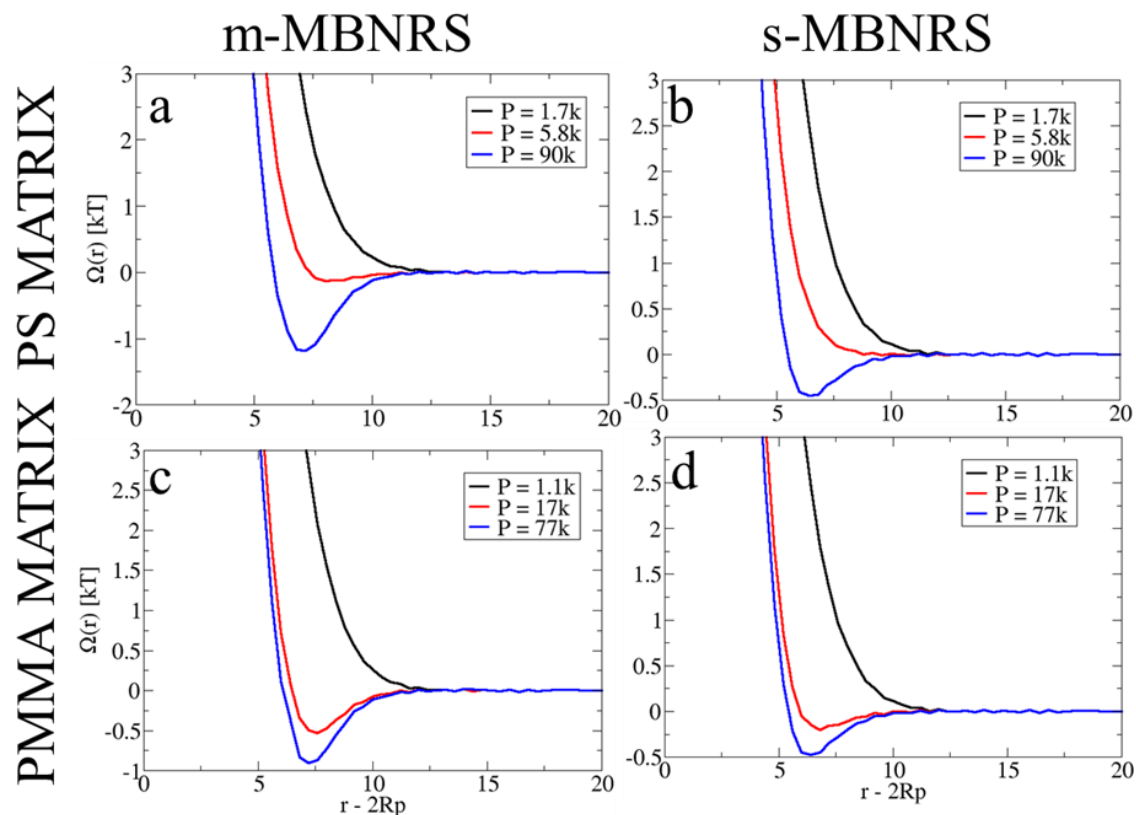 m-MBNRS
s-MBNRS
PS MATRIX
PMMA MATRIX
a
P = 1.7k
P = 5.8k
P = 90k
3
2
1
0
-1
-2
Ω(r) [kT]
0
5
10
15
20
b
P = 1.7k
P = 5.8k
P = 90k
3
2.5
2
1.5
1
0.5
0
-0.5
0
5
10
15
20
c
P = 1.1k
P = 17k
P = 77k
3
2.5
2
1.5
1
0.5
0
-0.5
-1
Ω(r) [kT]
0
5
10
15
20
r - 2Rp
d
P = 1.1k
P = 17k
P = 77k
3
2.5
2
1.5
1
0.5
0
-0.5
0
5
10
15
20
r - 2Rp